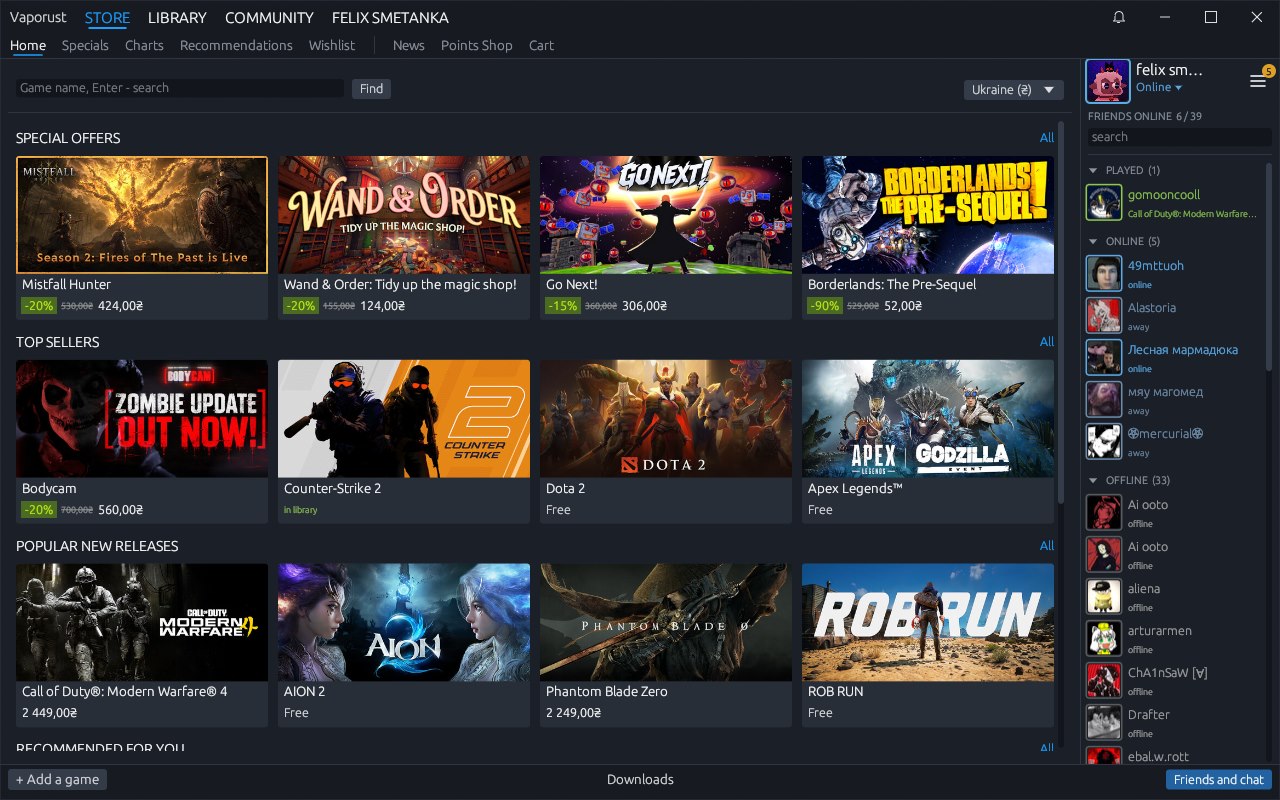 Vaporust STORE LIBRARY COMMUNITY FELIX SMETANKA
Home Specials Charts Recommendations Wishlist News Points Shop Cart
Game name, Enter - search Find Ukraine (₴)
SPECIAL OFFERS All
MISTFALL HUNTER
Season 2: Fires of The Past is Live
WAND & ORDER
TIDY UP THE MAGIC SHOP!
GO NEXT!
BORDERLANDS THE PRE-SEQUEL!
Mistfall Hunter
-20% 530,00₴ 424,00₴
Wand & Order: Tidy up the magic shop!
-20% 155,00₴ 124,00₴
Go Next!
-15% 360,00₴ 306,00₴
Borderlands: The Pre-Sequel
-90% 529,00₴ 52,00₴
TOP SELLERS All
BODYCAM
ZOMBIE UPDATE
OUT NOW!
2
COUNTER
STRIKE
DOTA 2
APEX
LEGENDS
GODZILLA
EVENT
Bodycam
-20% 700,00₴ 560,00₴
Counter-Strike 2
in library
Dota 2
Free
Apex Legends™
Free
POPULAR NEW RELEASES All
CALL OF DUTY
MODERN
WARFARE 4
AION 2
PHANTOM BLADE 0
ROB RUN
Call of Duty®: Modern Warfare® 4
2 449,00₴
AION 2
Free
Phantom Blade Zero
2 249,00₴
ROB RUN
Free
RECOMMENDED FOR YOU All
+ Add a game Downloads Friends and chat
felix sm...
Online
5
FRIENDS ONLINE 6 / 39
search
PLAYED (1)
gomooncooll
Call of Duty®: Modern Warfare...
ONLINE (5)
49mttuoh
online
Alastoria
away
Лесная мармадюка
online
мяу магомед
away
mercurial
away
OFFLINE (33)
Ai ooto
offline
Ai ooto
offline
aliena
offline
arturarmen
offline
ChA1nSaW [∀]
offline
Drafter
offline
ebal.w.rott